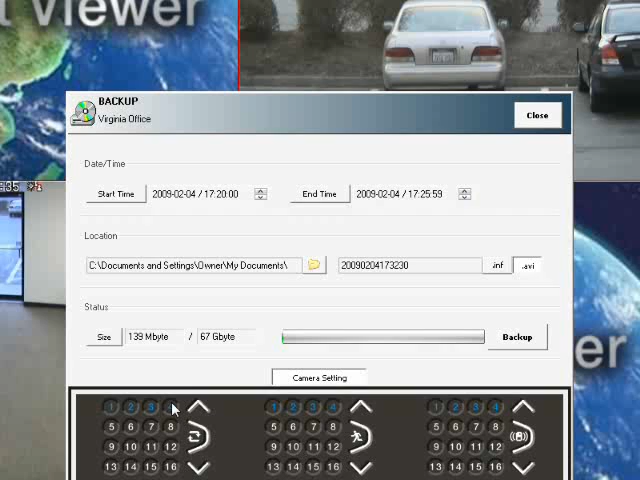 t Viewer
BACKUP
Virginia Office
Close
Date/Time
Start Time 2009-02-04 / 17:20:00 End Time 2009-02-04 / 17:25:59
:35
Location
C:\Documents and Settings\Owner\My Documents\ 20090204173230 .inf .avi
Status
Size 139 Mbyte / 67 Gbyte Backup
er
Camera Setting
1 2 3 1 2 3 4 1 2 3 4
5 6 7 8 5 6 7 8 5 6 7 8
9 10 11 12 9 10 11 12 9 10 11 12
13 14 15 16 13 14 15 16 13 14 15 16